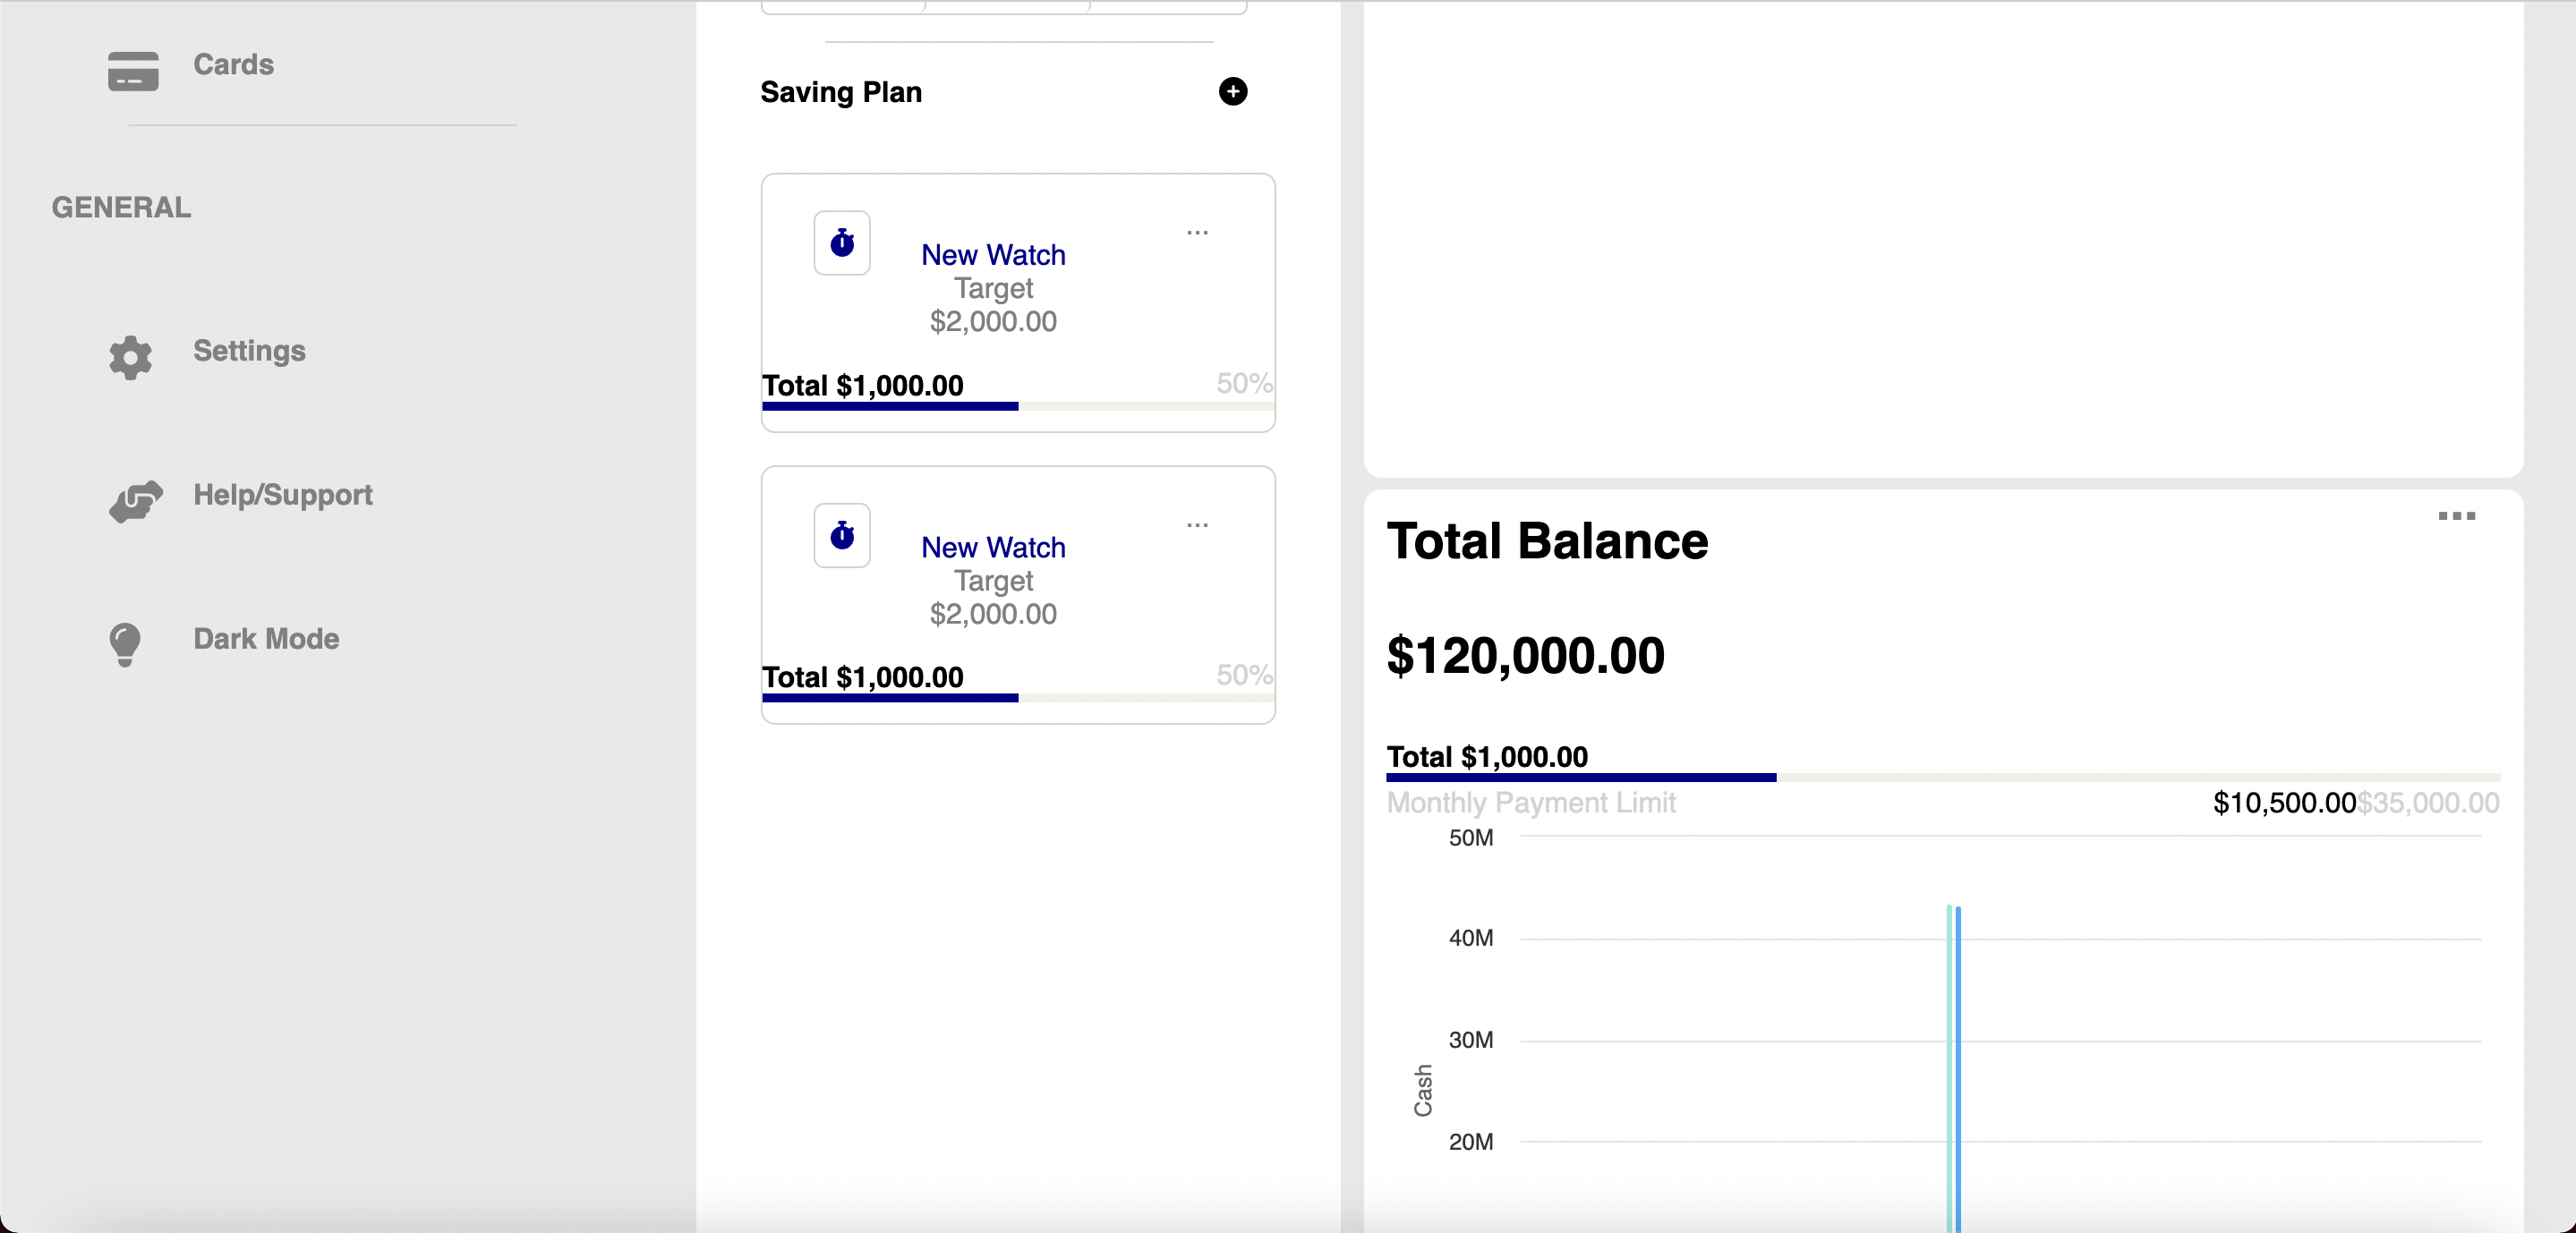 Cards
GENERAL
Settings
Help/Support
Dark Mode
Saving Plan
New Watch
Target
$2,000.00
Total $1,000.00 50%
New Watch
Target
$2,000.00
Total $1,000.00 50%
Total Balance
$120,000.00
Total $1,000.00
Monthly Payment Limit $10,500.00$35,000.00
50M
40M
30M
Cash
20M